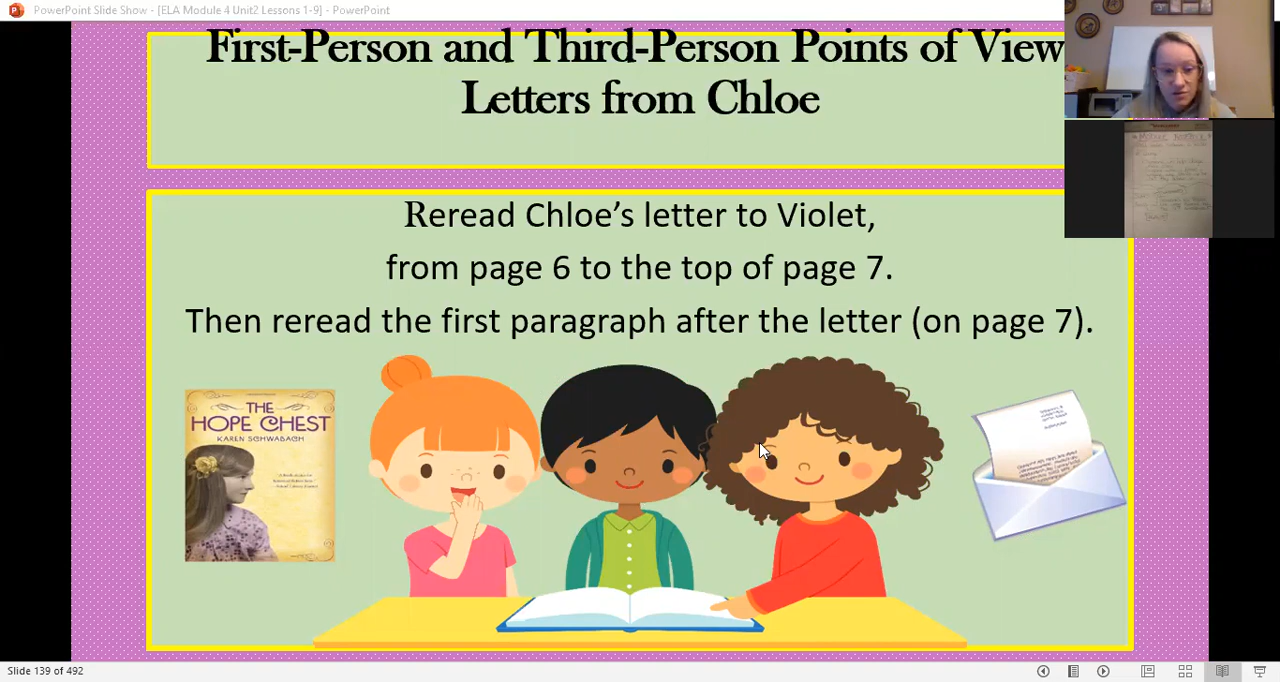 PowerPoint Slide Show - [ELA Module 4 Unit2 Lessons 1-9] - PowerPoint
First-Person and Third-Person Points of View
Letters from Chloe
Reread Chloe's letter to Violet,
from page 6 to the top of page 7.
Then reread the first paragraph after the letter (on page 7).
THE
HOPE CHEST
KAREN SCHWABACH
Slide 139 of 492